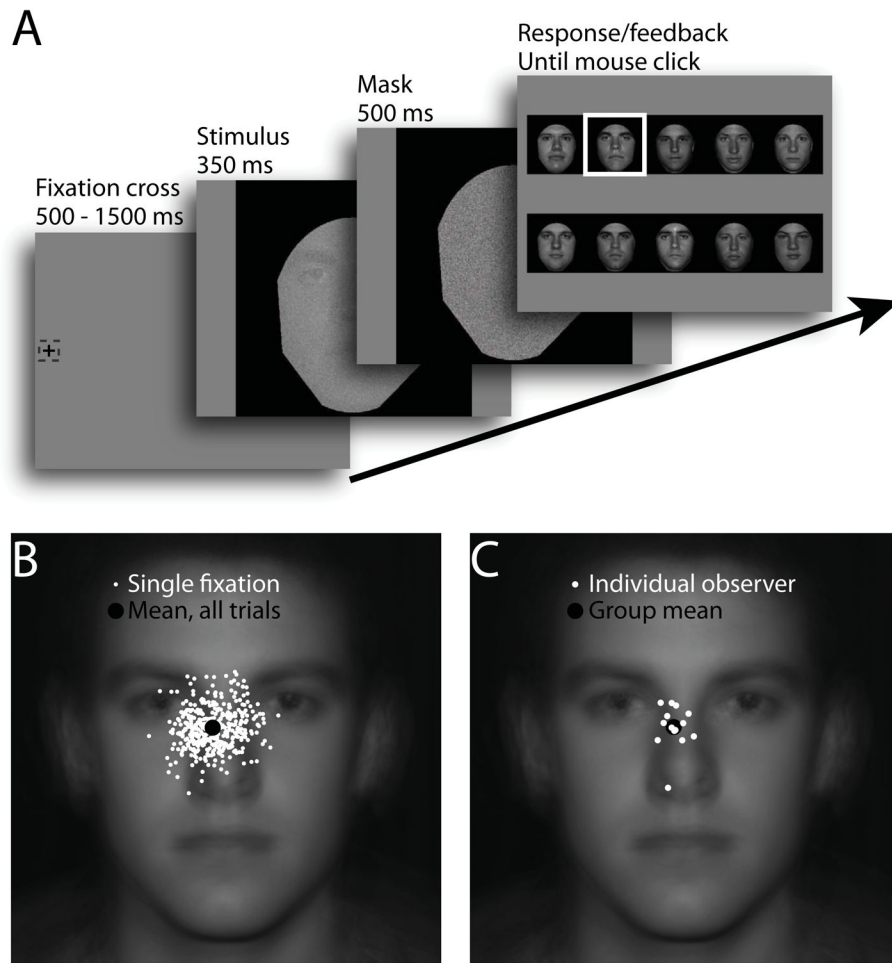 A
Response/feedback
Until mouse click
Mask
500 ms
Stimulus
350 ms
Fixation cross
500 - 1500 ms
B
Single fixation
Mean, all trials
C
Individual observer
Group mean